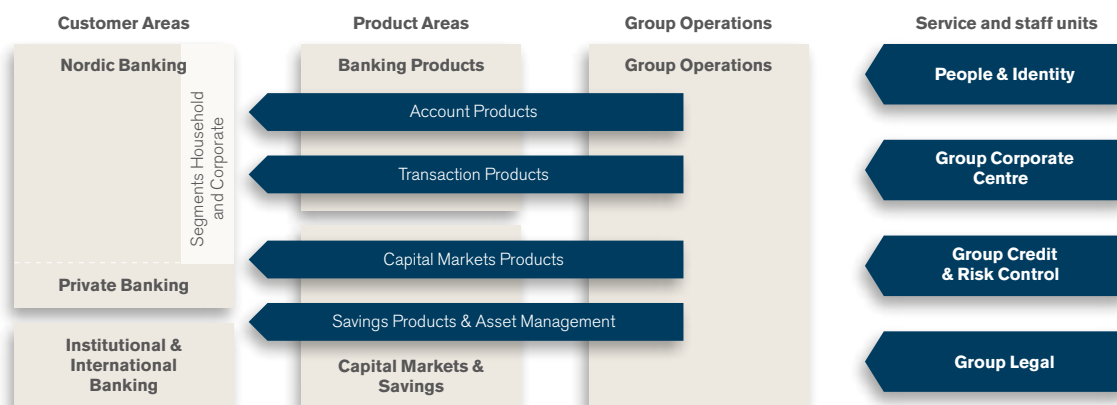 Customer Areas
Product Areas
Group Operations
Service and staff units
Nordic Banking
Segments Household
and Corporate
Private Banking
Institutional &
International
Banking
Banking Products
Account Products
Transaction Products
Capital Markets Products
Savings Products & Asset Management
Capital Markets &
Savings
Group Operations
People & Identity
Group Corporate
Centre
Group Credit
& Risk Control
Group Legal